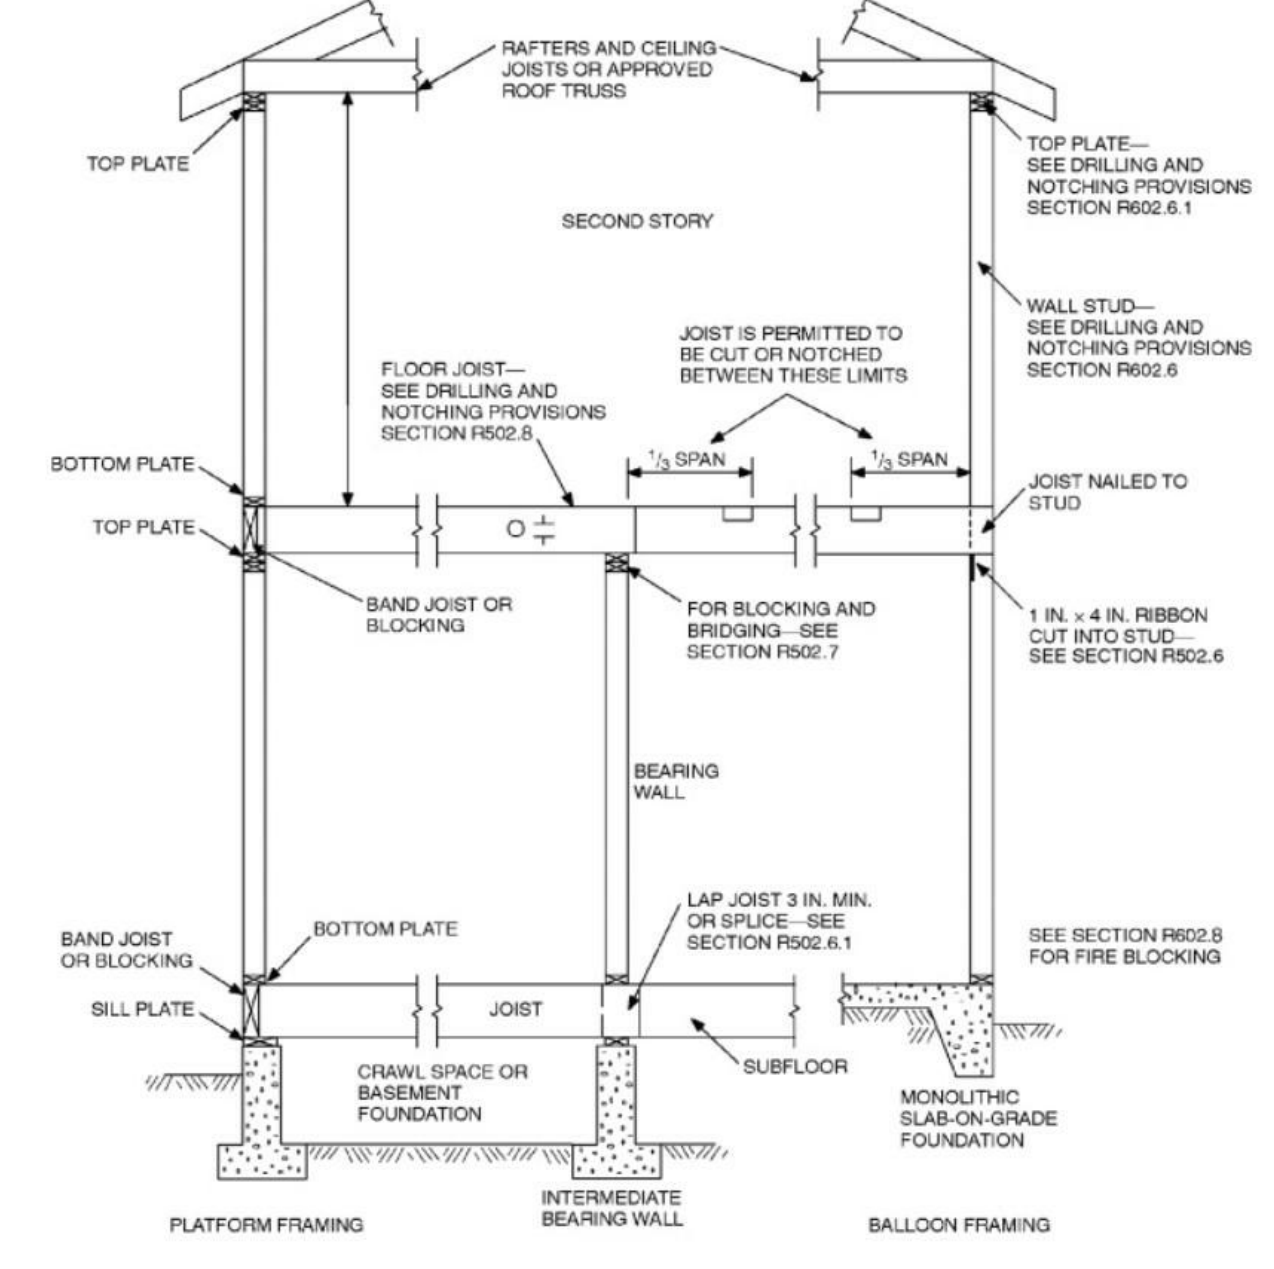 RAFTERS AND CEILING
JOISTS OR APPROVED
ROOF TRUSS
TOP PLATE
TOP PLATE—
SEE DRILLING AND
NOTCHING PROVISIONS
SECTION R602.6.1
SECOND STORY
WALL STUD—
SEE DRILLING AND
NOTCHING PROVISIONS
SECTION R602.6
JOIST IS PERMITTED TO
BE CUT OR NOTCHED
BETWEEN THESE LIMITS
FLOOR JOIST—
SEE DRILLING AND
NOTCHING PROVISIONS
SECTION R502.8
1/3 SPAN
1/3 SPAN
BOTTOM PLATE
JOIST NAILED TO
STUD
TOP PLATE
BAND JOIST OR
BLOCKING
FOR BLOCKING AND
BRIDGING—SEE
SECTION R502.7
1 IN. × 4 IN. RIBBON
CUT INTO STUD—
SEE SECTION R502.6
BEARING
WALL
LAP JOIST 3 IN. MIN.
OR SPLICE—SEE
SECTION R502.6.1
BOTTOM PLATE
BAND JOIST
OR BLOCKING
SEE SECTION R602.8
FOR FIRE BLOCKING
SILL PLATE
JOIST
SUBFLOOR
CRAWL SPACE OR
BASEMENT
FOUNDATION
MONOLITHIC
SLAB-ON-GRADE
FOUNDATION
PLATFORM FRAMING
INTERMEDIATE
BEARING WALL
BALLOON FRAMING